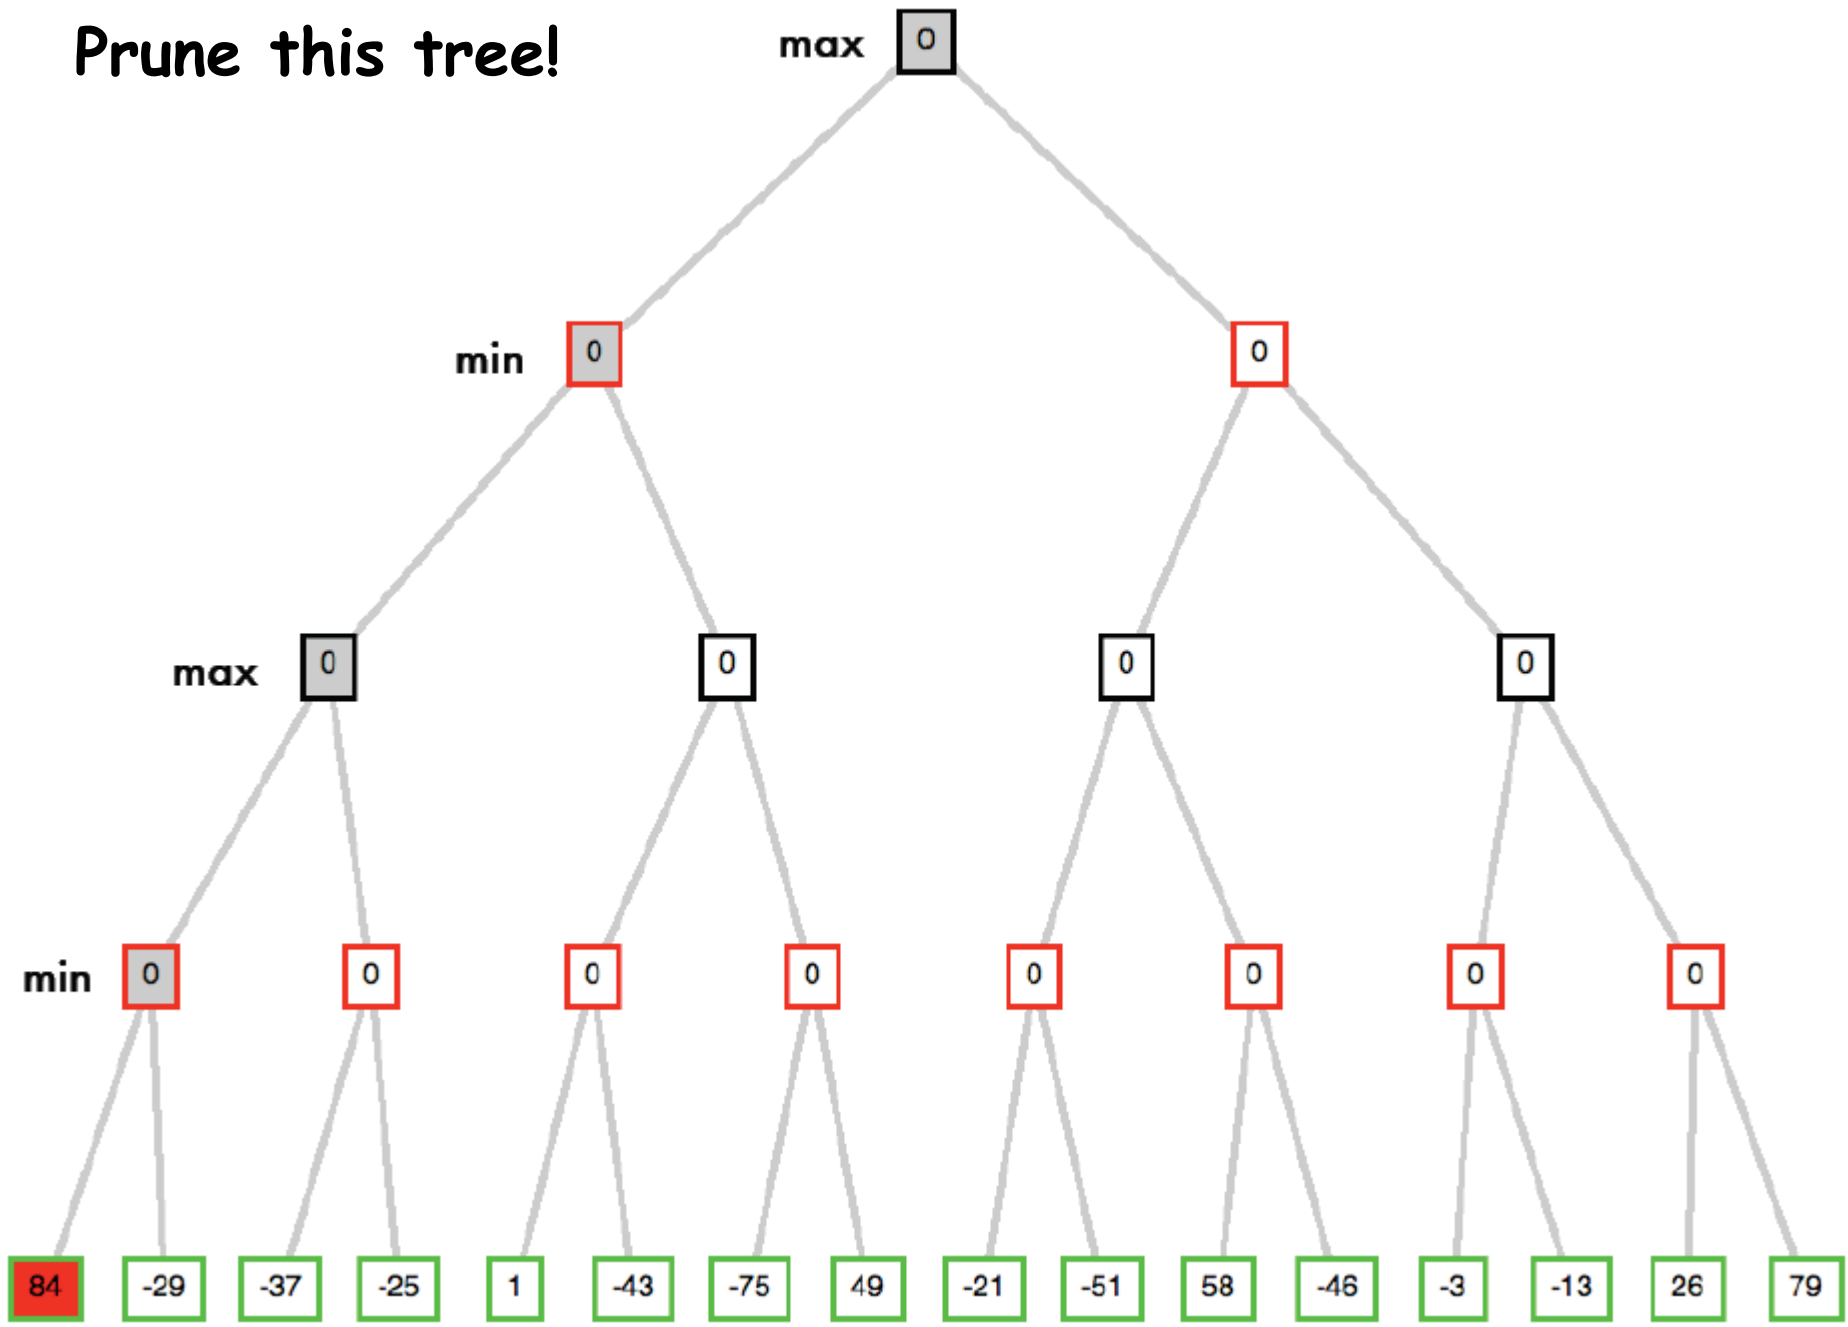 Prune this tree!
max 0
min 0 0
max 0 0 0 0
min 0 0 0 0 0 0 0 0
84 -29 -37 -25 1 -43 -75 49 -21 -51 58 -46 -3 -13 26 79